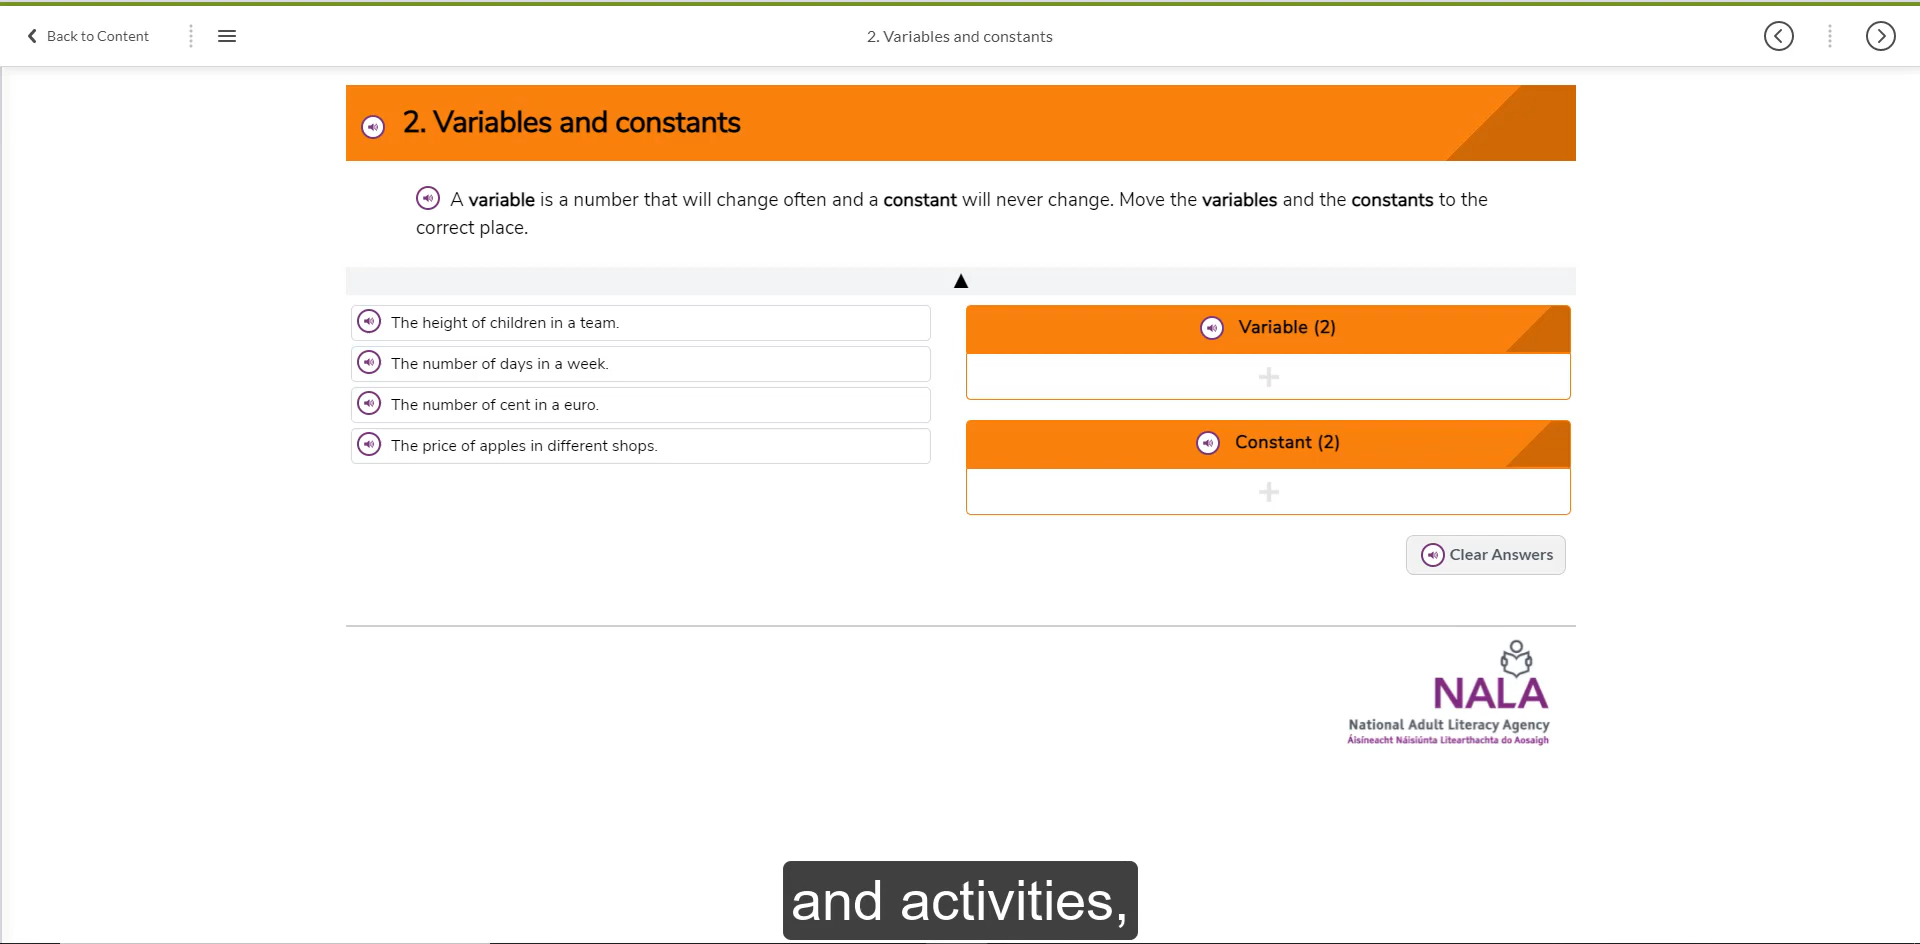 Back to Content
2. Variables and constants
2. Variables and constants
A variable is a number that will change often and a constant will never change. Move the variables and the constants to the
correct place.
The height of children in a team.
The number of days in a week.
The number of cent in a euro.
The price of apples in different shops.
Variable (2)
Constant (2)
Clear Answers
NALA
National Adult Literacy Agency
Áisíneacht Náisiúnta Litearthachta do Aosaigh
and activities,